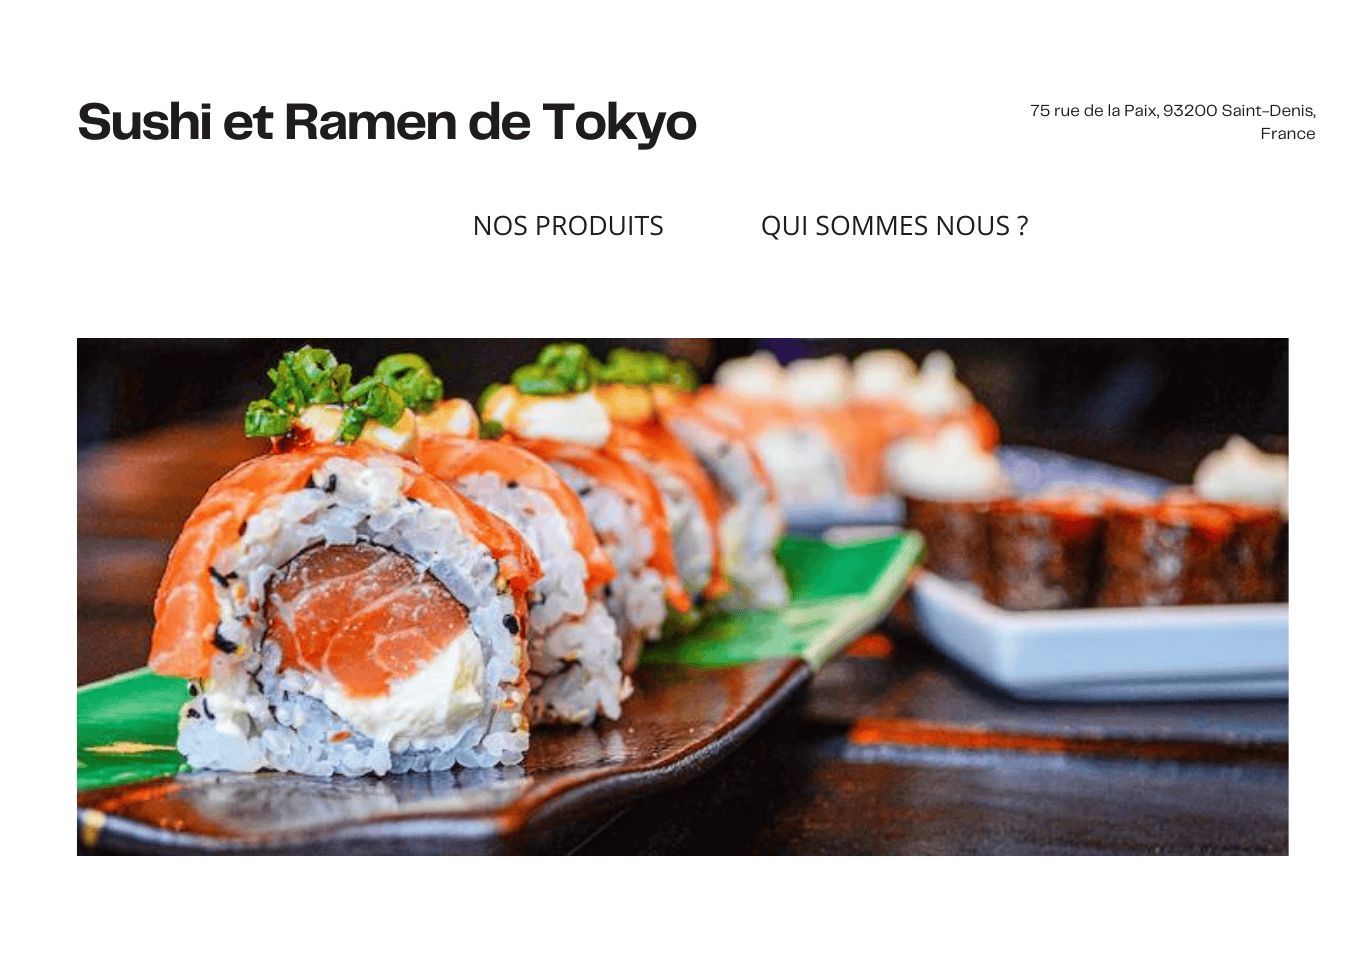 Sushi et Ramen de Tokyo
75 rue de la Paix, 93200 Saint-Denis,
France
NOS PRODUITS
QUI SOMMES NOUS ?